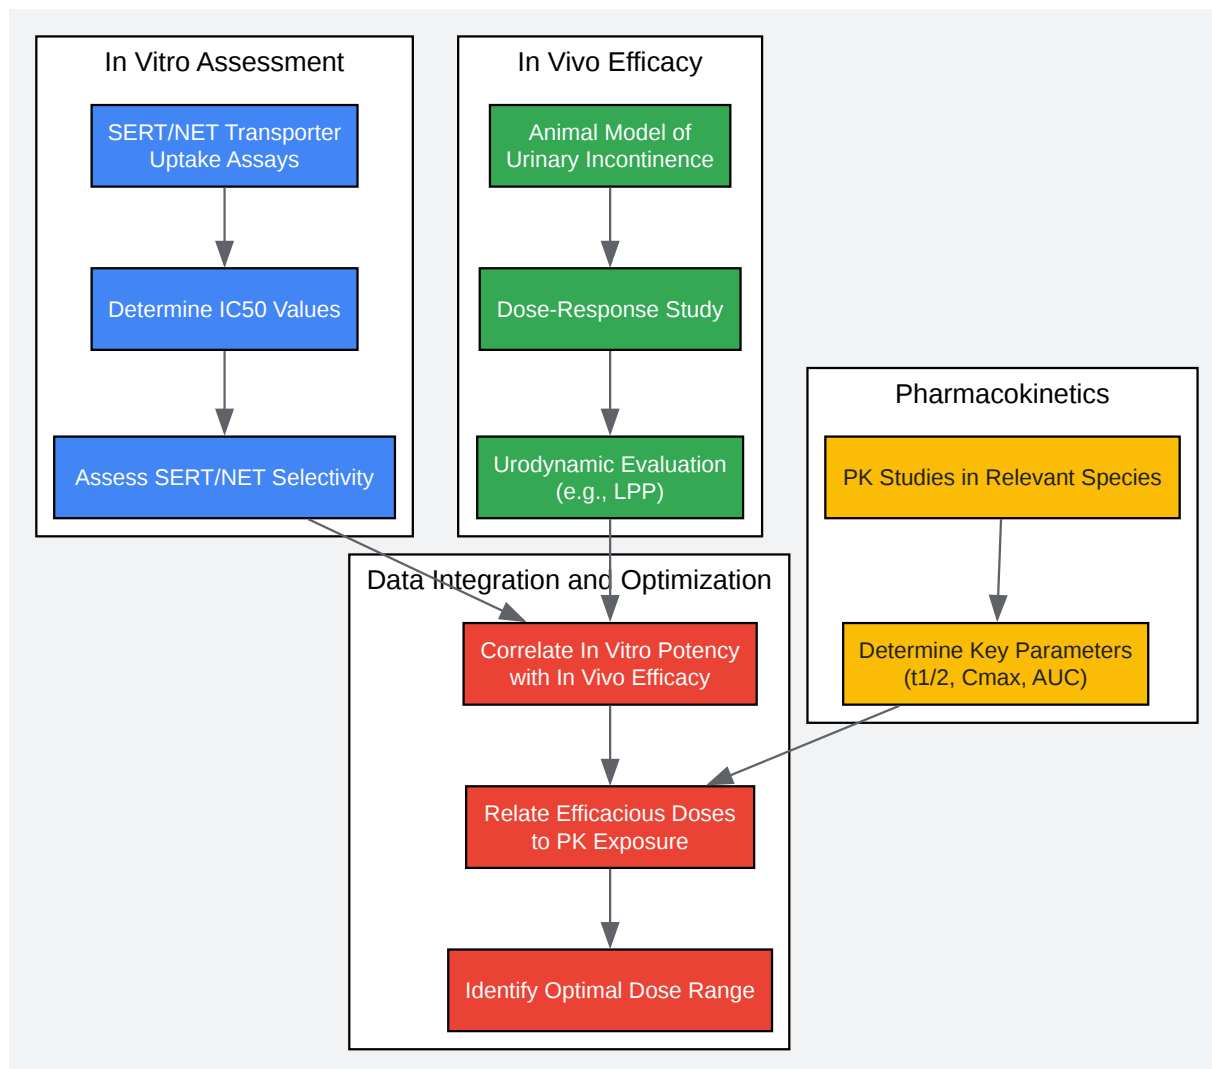 In Vitro Assessment
SERT/NET Transporter
Uptake Assays
Determine IC50 Values
Assess SERT/NET Selectivity
In Vivo Efficacy
Animal Model of
Urinary Incontinence
Dose-Response Study
Urodynamic Evaluation
(e.g., LPP)
Pharmacokinetics
PK Studies in Relevant Species
Determine Key Parameters
(t1/2, Cmax, AUC)
Data Integration and Optimization
Correlate In Vitro Potency
with In Vivo Efficacy
Relate Efficacious Doses
to PK Exposure
Identify Optimal Dose Range